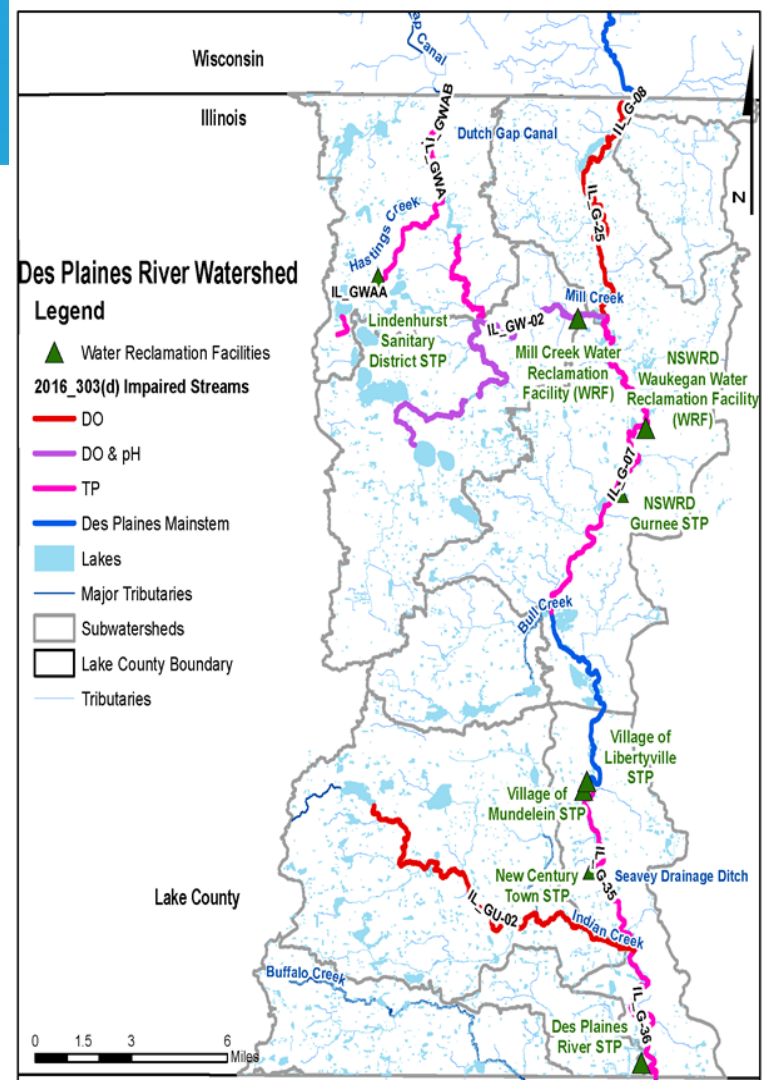 ap Canal
Wisconsin
Illinois
IL_GWAB
IL_G-08
Dutch Gap Canal
IL_GWA
IL_G-25
N
Hastings Creek
Des Plaines River Watershed
IL_GWAA
Legend
Water Reclamation Facilities
2016_303(d) Impaired Streams
DO
DO & pH
TP
Des Plaines Mainstem
Lakes
Major Tributaries
Subwatersheds
Lake County Boundary
Tributaries
Lindenhurst
Sanitary
District STP
Mill Creek
IL_GW-02
Mill Creek Water
Reclamation
Facility (WRF)
NSWRD
Waukegan Water
Reclamation Facility
(WRF)
IL_G-07
NSWRD
Gurnee STP
Bull Creek
Village of
Libertyville
STP
Village of
Mundelein STP
New Century
Town STP
IL_G-35
Seavey Drainage Ditch
Lake County
IL_GU-02
Indian Creek
Buffalo Creek
IL_G-36
Des Plaines
River STP
0 1.5 3 6
Miles